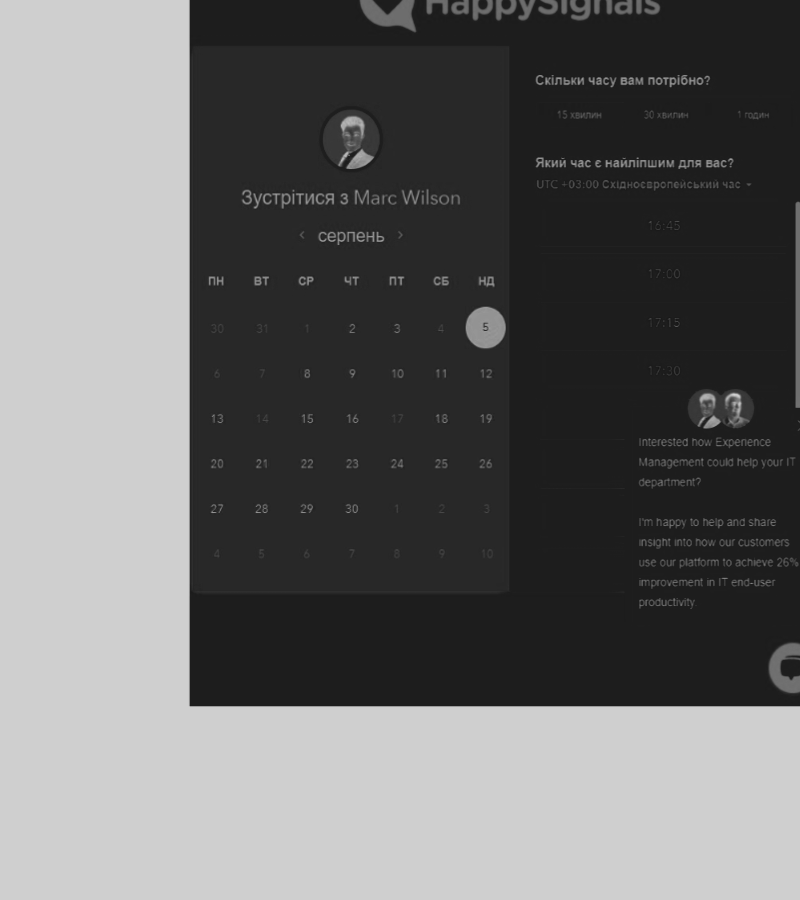 HappySignals
Зустрітися з Marc Wilson
серпень
ПН ВТ СР ЧТ ПТ СБ НД
30 31 1 2 3 4 5
6 7 8 9 10 11 12
13 14 15 16 17 18 19
20 21 22 23 24 25 26
27 28 29 30 1 2 3
4 5 6 7 8 9 10
Скільки часу вам потрібно?
15 хвилин 30 хвилин 1 годин
Який час є найліпшим для вас?
UTC +03:00 Східноєвропейський час
16:45
17:00
17:15
17:30
Interested how Experience
Management could help your IT
department?
I'm happy to help and share
insight into how our customers
use our platform to achieve 26%
improvement in IT end-user
productivity